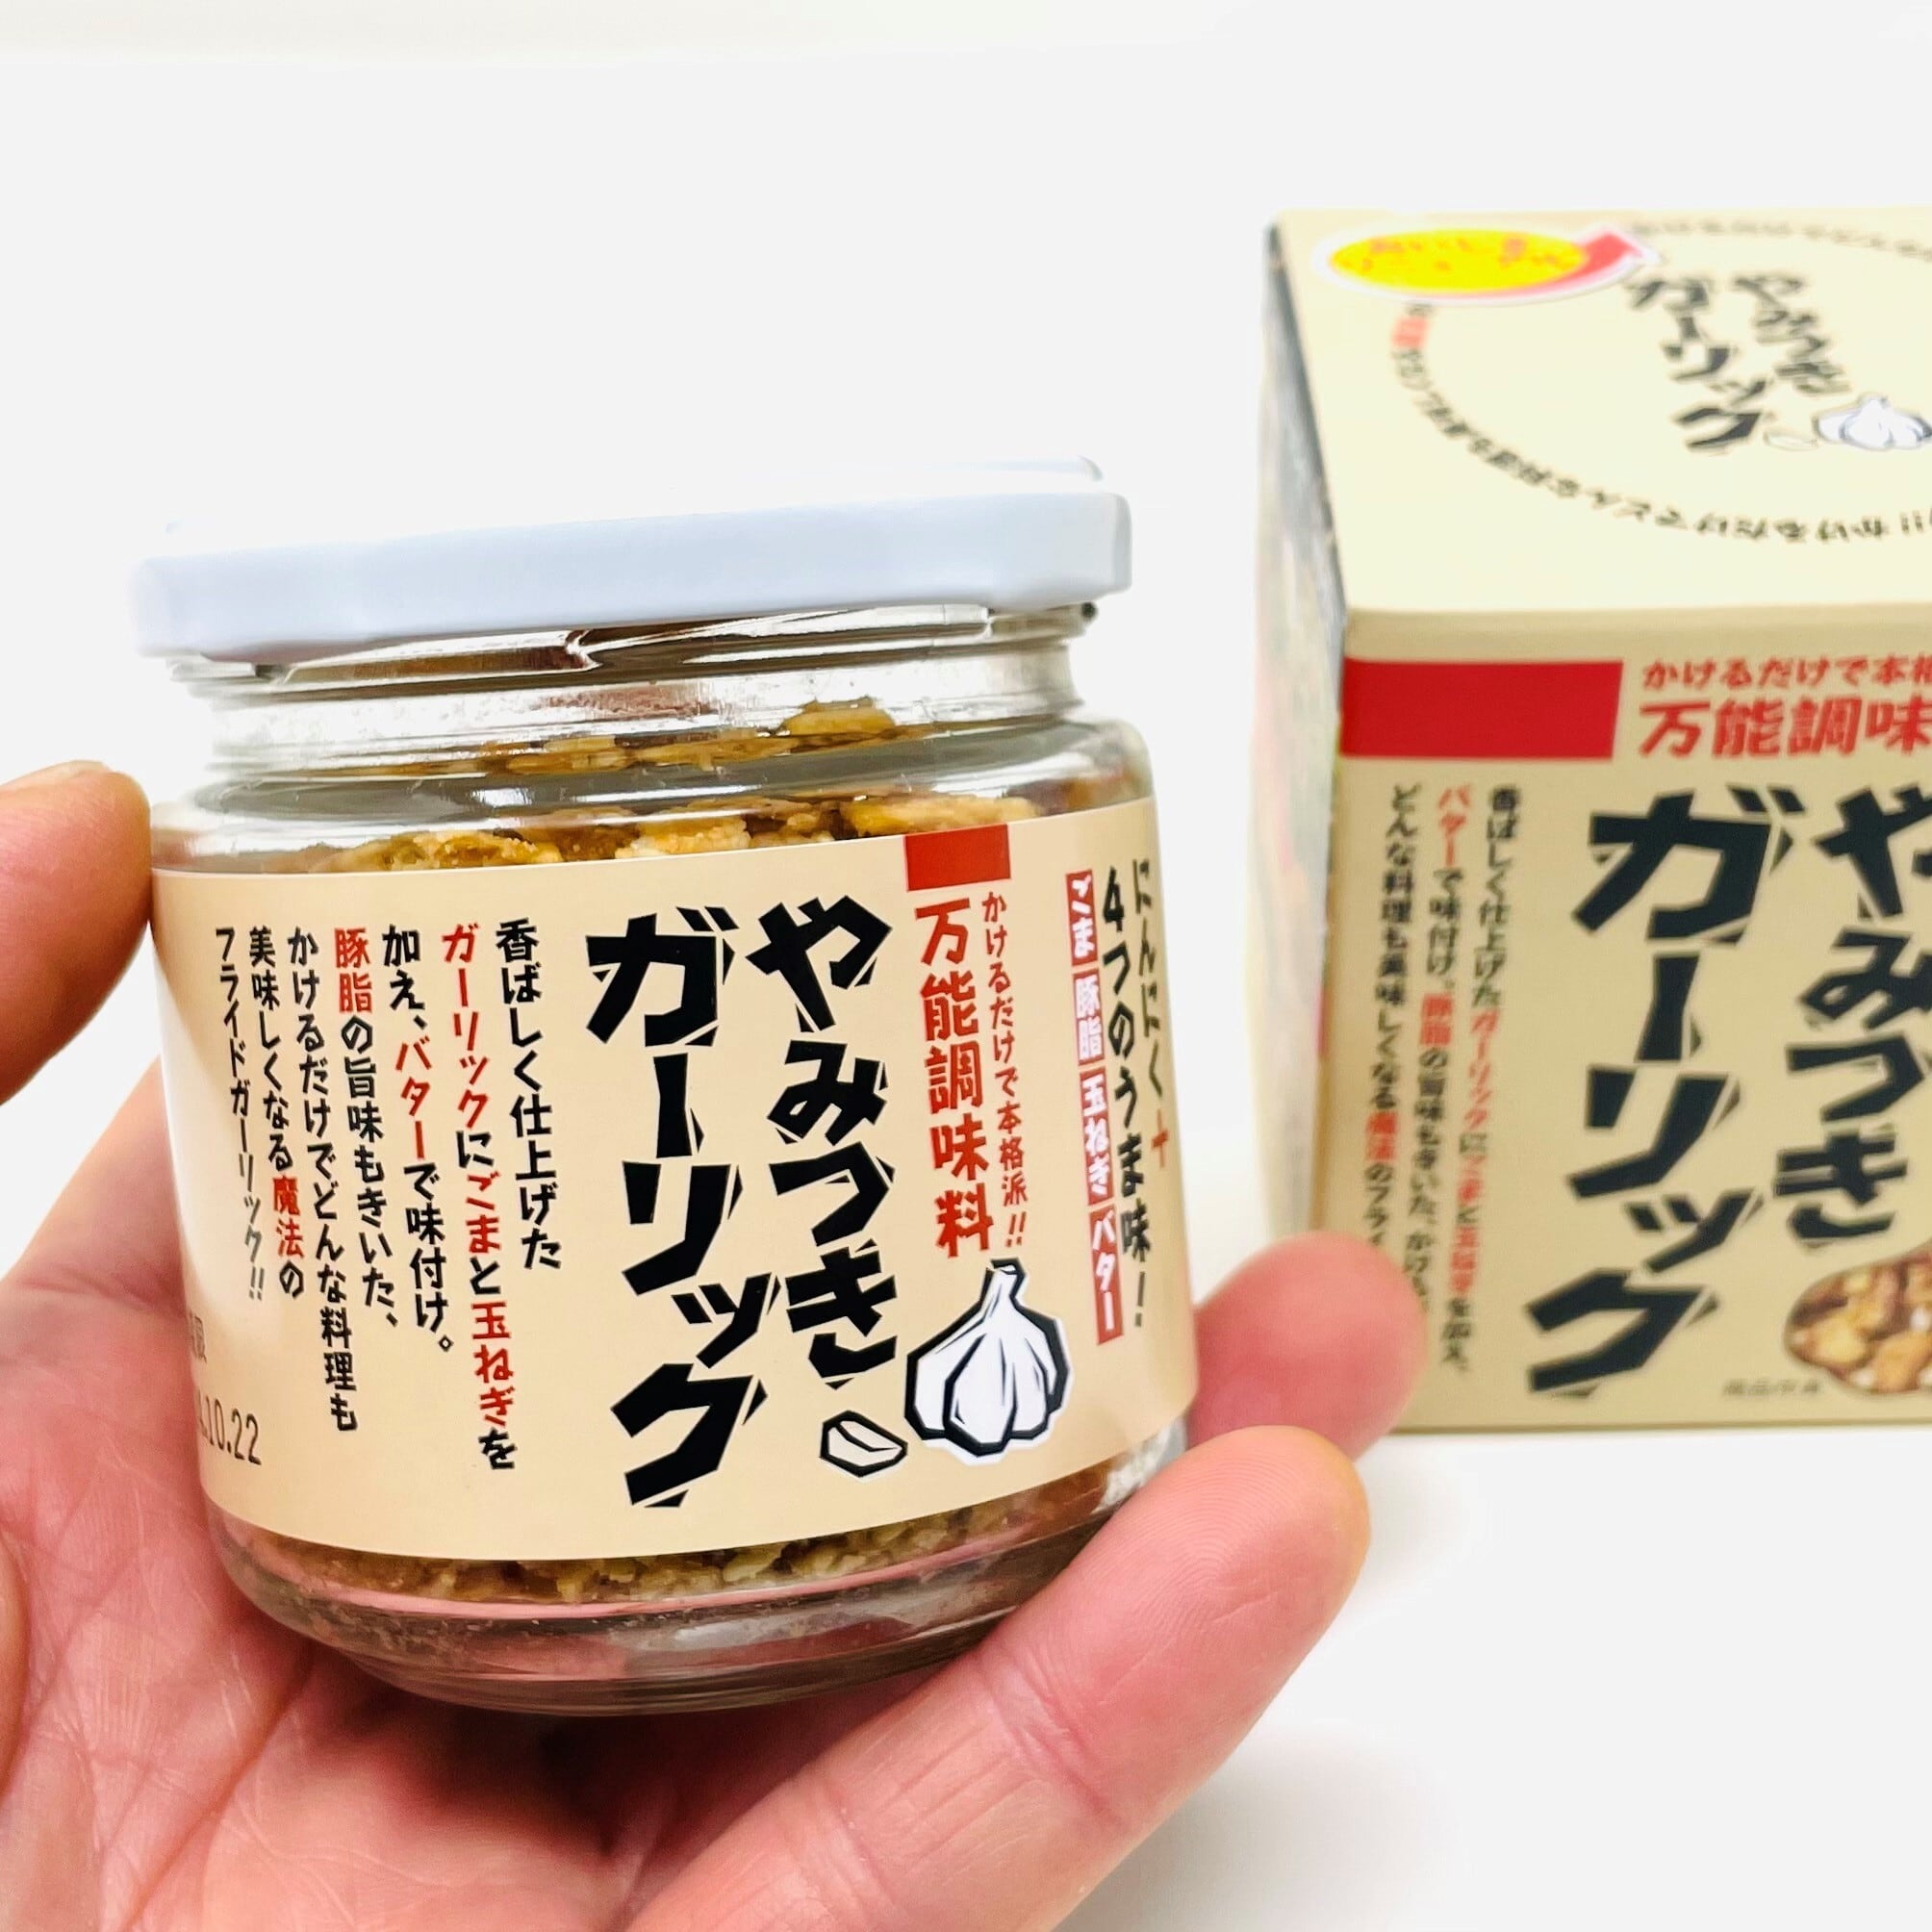 にんにく+
4つのうま味!
ごま 豚脂 玉ねぎ バター
かけるだけで本格派!!
万能調味料
やみつき
ガーリック
香ばしく仕上げた
ガーリックにごまと玉ねぎを
加え、バターで味付け。
豚脂の旨味もきいた、
かけるだけでどんな料理も
美味しくなる魔法の
フライドガーリック!!
.10.22
やみつき
ガーリック
かけるだけで本格
万能調味
やみつき
ガーリック
香ばしく仕上げたガーリックにごまと玉ねぎを加え、
バターで味付け。豚脂の旨味もきいた、かける
どんな料理も美味しくなる魔法のフライ